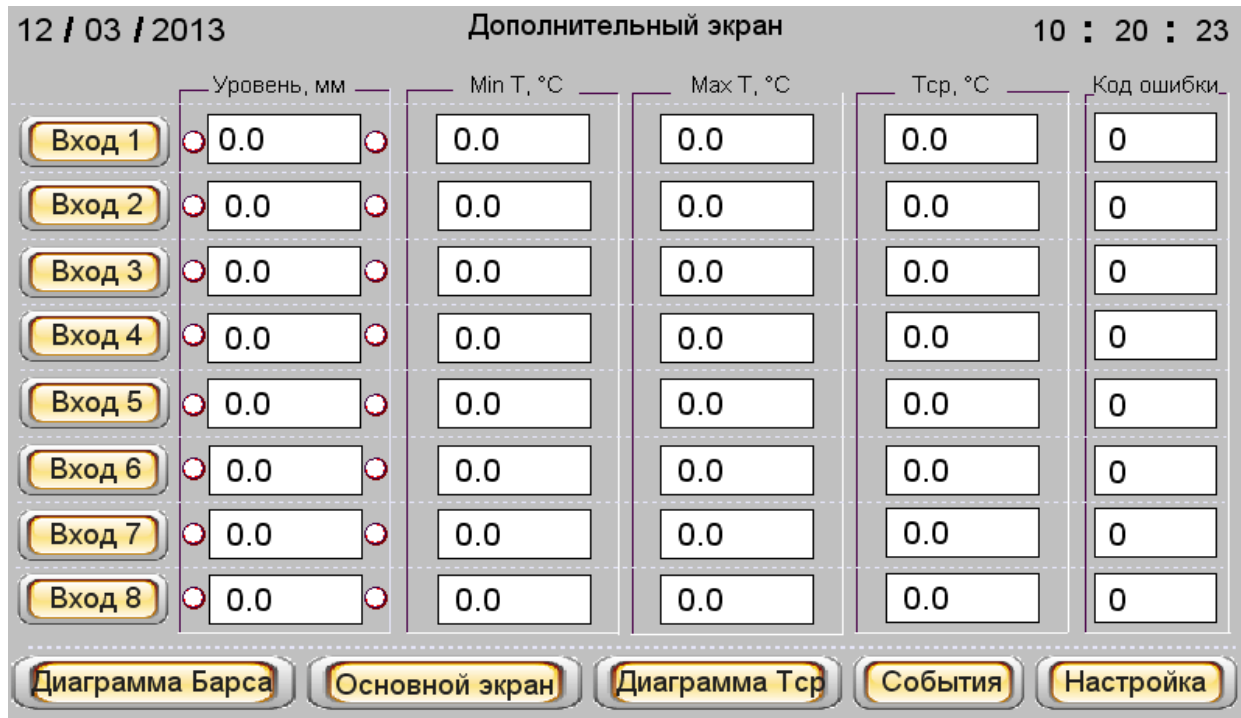 12 / 03 / 2013 Дополнительный экран 10 : 20 : 23
Уровень, мм Min T, °C Max T, °C Tcp, °C Код ошибки
Вход 1 0.0 0.0 0.0 0.0 0
Вход 2 0.0 0.0 0.0 0.0 0
Вход 3 0.0 0.0 0.0 0.0 0
Вход 4 0.0 0.0 0.0 0.0 0
Вход 5 0.0 0.0 0.0 0.0 0
Вход 6 0.0 0.0 0.0 0.0 0
Вход 7 0.0 0.0 0.0 0.0 0
Вход 8 0.0 0.0 0.0 0.0 0
Диаграмма Барса Основной экран Диаграмма Тср События Настройка